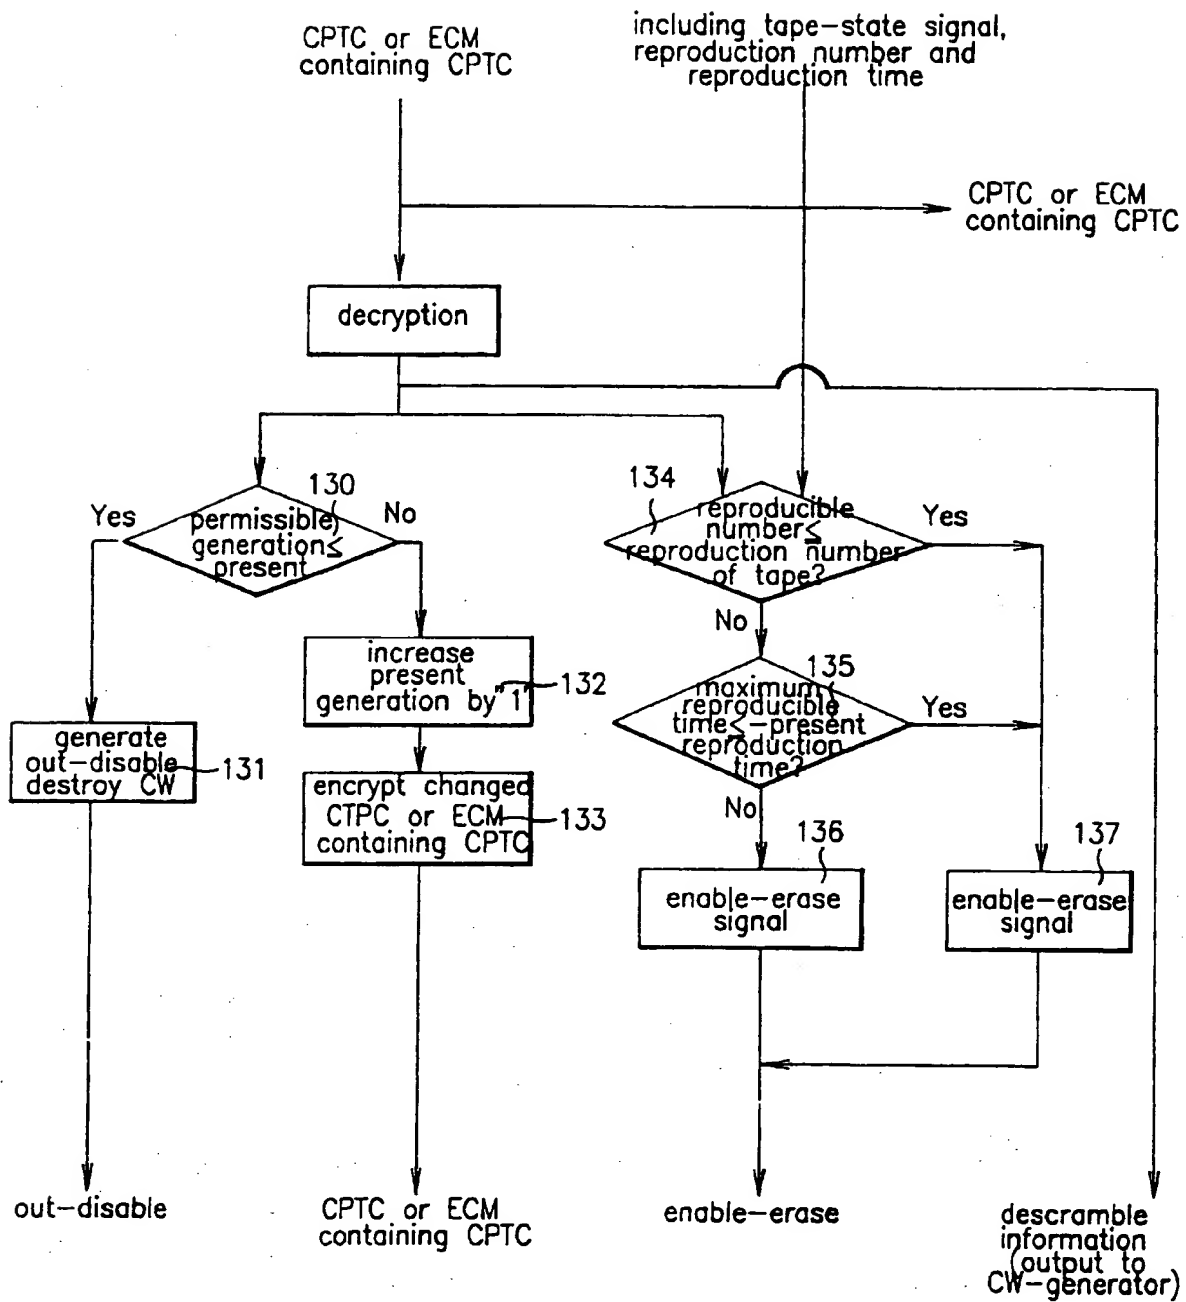 CPTC or ECM
containing CPTC
including tape-state signal,
reproduction number and
reproduction time
CPTC or ECM
containing CPTC
decryption
130
permissible
generation≤
present
Yes
No
134
reproducible
number≤
reproduction number
of tape?
Yes
No
increase
present
generation by "1"
132
135
maximum
reproducible
time≤-present
reproduction
time?
Yes
No
generate
out-disable
destroy CW
131
encrypt changed
CTPC or ECM
containing CPTC
133
136
enable-erase
signal
137
enable-erase
signal
out-disable
CPTC or ECM
containing CPTC
enable-erase
descramble
information
(output to
CW-generator)